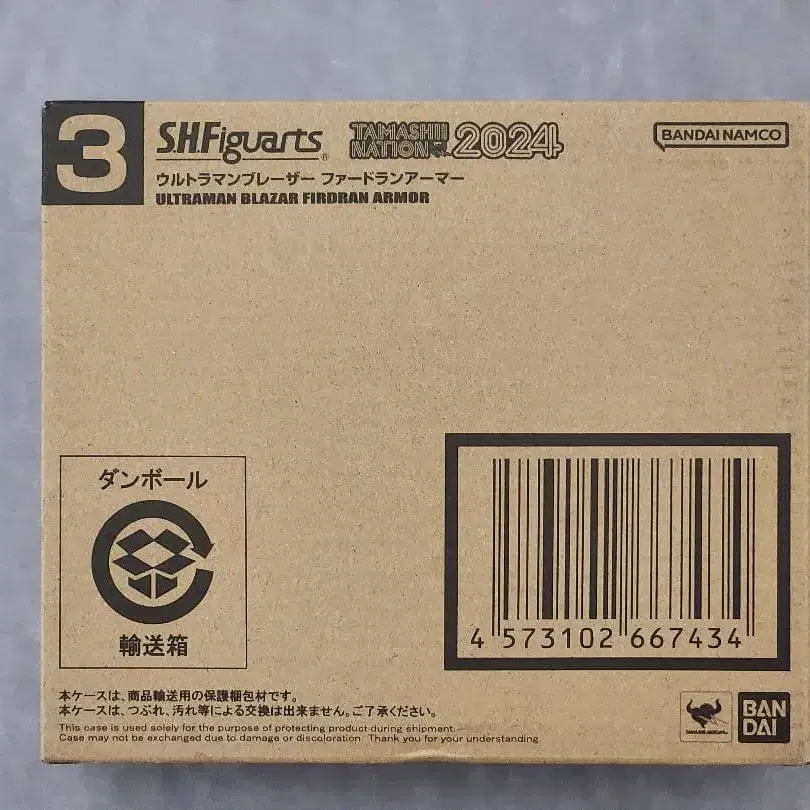 3
S.H.Figuarts®
TAMASHII NATION 2024
BANDAI NAMCO
ウルトラマンブレーザー ファードランアーマー
ULTRAMAN BLAZAR FIRDRAN ARMOR
ダンボール
輸送箱
4 573102 667434
本ケースは、商品輸送用の保護梱包材です。
本ケースは、つぶれ、汚れ等による交換は出来ません。ご了承ください。
This case is used solely for the purpose of protecting product during shipment.
Case may not be exchanged due to damage or discoloration. Thank you for your understanding.
BAN
DAI